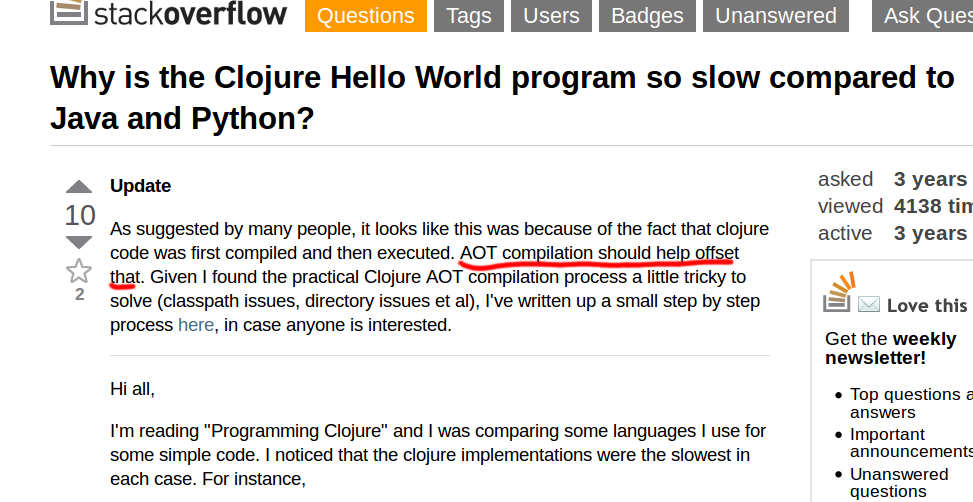 stackoverflow
Questions Tags Users Badges Unanswered Ask
Why is the Clojure Hello World program so slow compared to
Java and Python?
Update
10
2
As suggested by many people, it looks like this was because of the fact that clojure
code was first compiled and then executed. AOT compilation should help offset
that. Given I found the practical Clojure AOT compilation process a little tricky to
solve (classpath issues, directory issues et al), I've written up a small step by step
process here, in case anyone is interested.
Hi all,
I'm reading "Programming Clojure" and I was comparing some languages I use for
some simple code. I noticed that the clojure implementations were the slowest in
each case. For instance,
asked 3 years
viewed 4138
active 3 years
Love this
Get the weekly
newsletter!
Top questions
answers
Important
announcements
Unanswered
questions